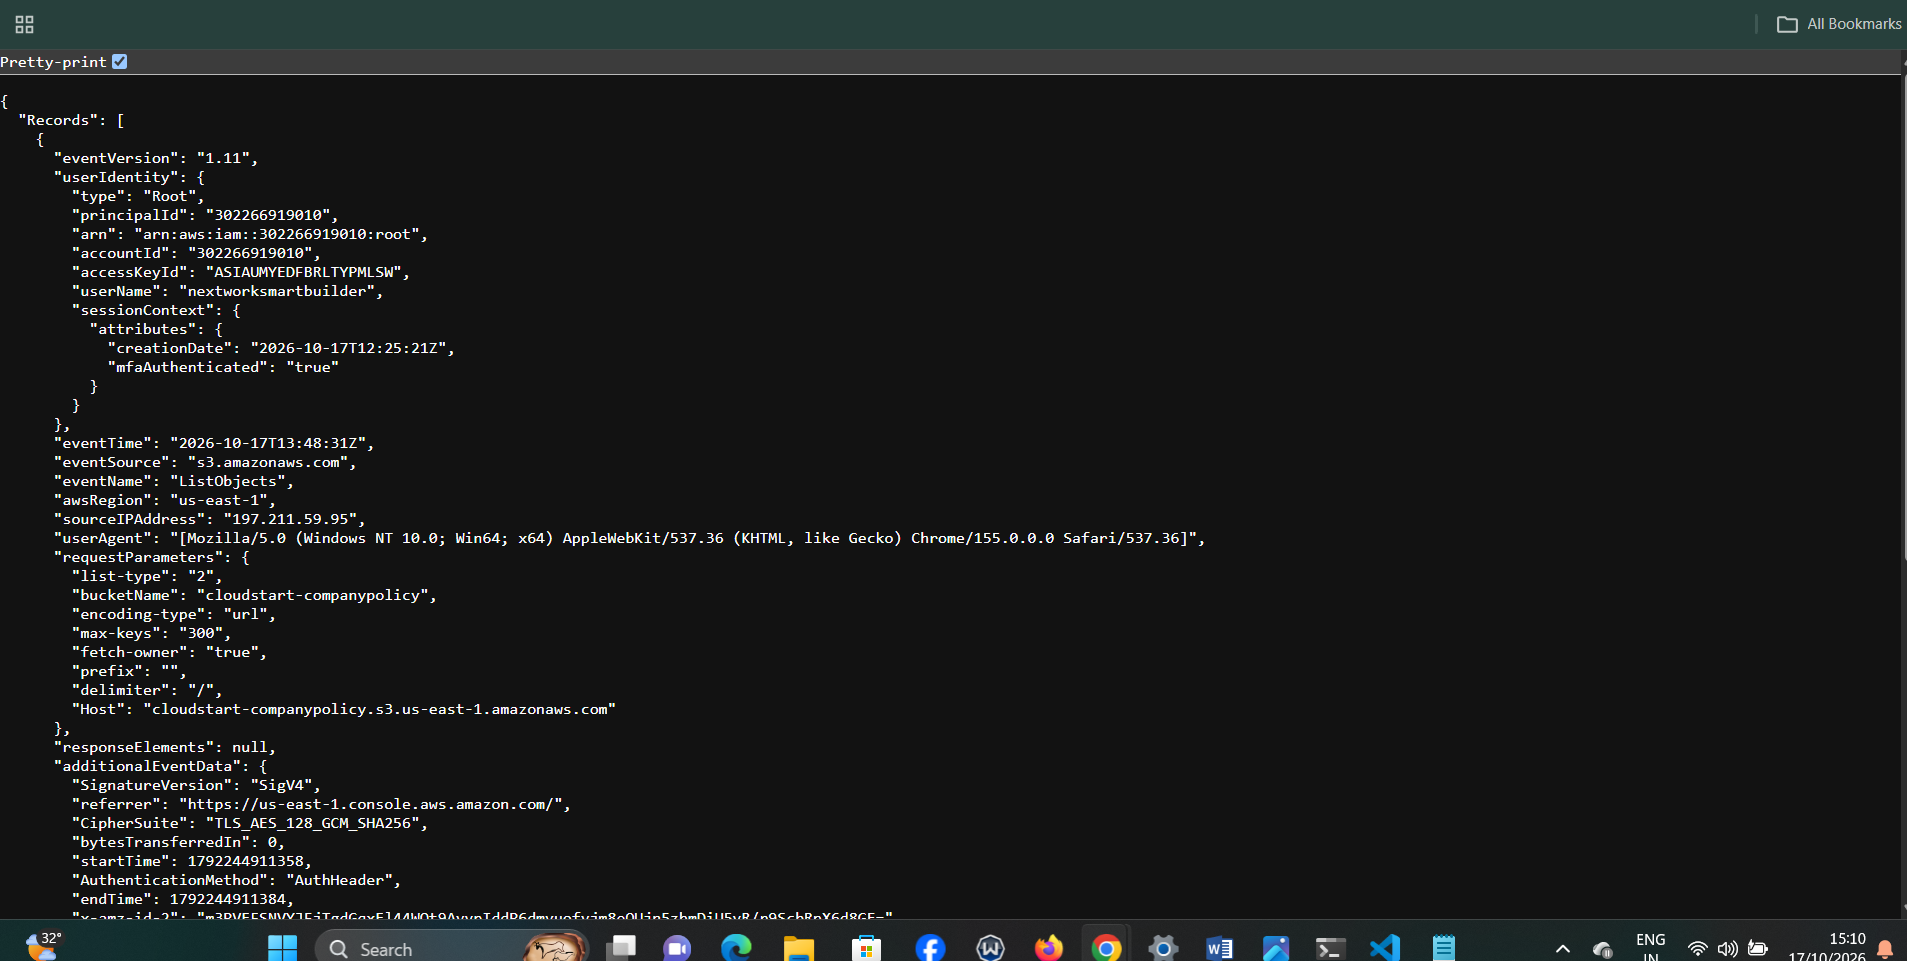 All Bookmarks
Pretty-print
{
"Records": [
{
"eventVersion": "1.11",
"userIdentity": {
"type": "Root",
"principalId": "302266919010",
"arn": "arn:aws:iam::302266919010:root",
"accountId": "302266919010",
"accessKeyId": "ASIAUMYEDFBRLTYPMLSW",
"userName": "nextworksmartbuilder",
"sessionContext": {
"attributes": {
"creationDate": "2026-10-17T12:25:21Z",
"mfaAuthenticated": "true"
}
}
},
"eventTime": "2026-10-17T13:48:31Z",
"eventSource": "s3.amazonaws.com",
"eventName": "ListObjects",
"awsRegion": "us-east-1",
"sourceIPAddress": "197.211.59.95",
"userAgent": "[Mozilla/5.0 (Windows NT 10.0; Win64; x64) AppleWebKit/537.36 (KHTML, like Gecko) Chrome/155.0.0.0 Safari/537.36]",
"requestParameters": {
"list-type": "2",
"bucketName": "cloudstart-companypolicy",
"encoding-type": "url",
"max-keys": "300",
"fetch-owner": "true",
"prefix": "",
"delimiter": "/",
"Host": "cloudstart-companypolicy.s3.us-east-1.amazonaws.com"
},
"responseElements": null,
"additionalEventData": {
"SignatureVersion": "SigV4",
"referrer": "https://us-east-1.console.aws.amazon.com/",
"CipherSuite": "TLS_AES_128_GCM_SHA256",
"bytesTransferredIn": 0,
"startTime": 1792244911358,
"AuthenticationMethod": "AuthHeader",
"endTime": 1792244911384,
"x-amz-id-2":
32°
Search
ENG
IN
15:10
17/10/2026